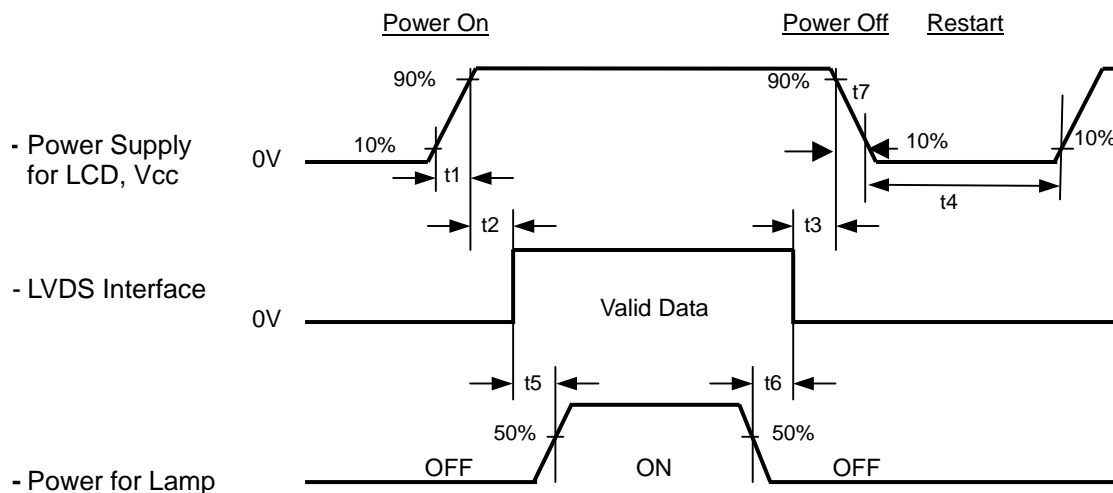 Power On
Power Off
Restart
90%
90%
t7
- Power Supply
for LCD, Vcc
0V
10%
10%
10%
t1
t4
t2
t3
- LVDS Interface
0V
Valid Data
t5
t6
50%
50%
- Power for Lamp
OFF
ON
OFF